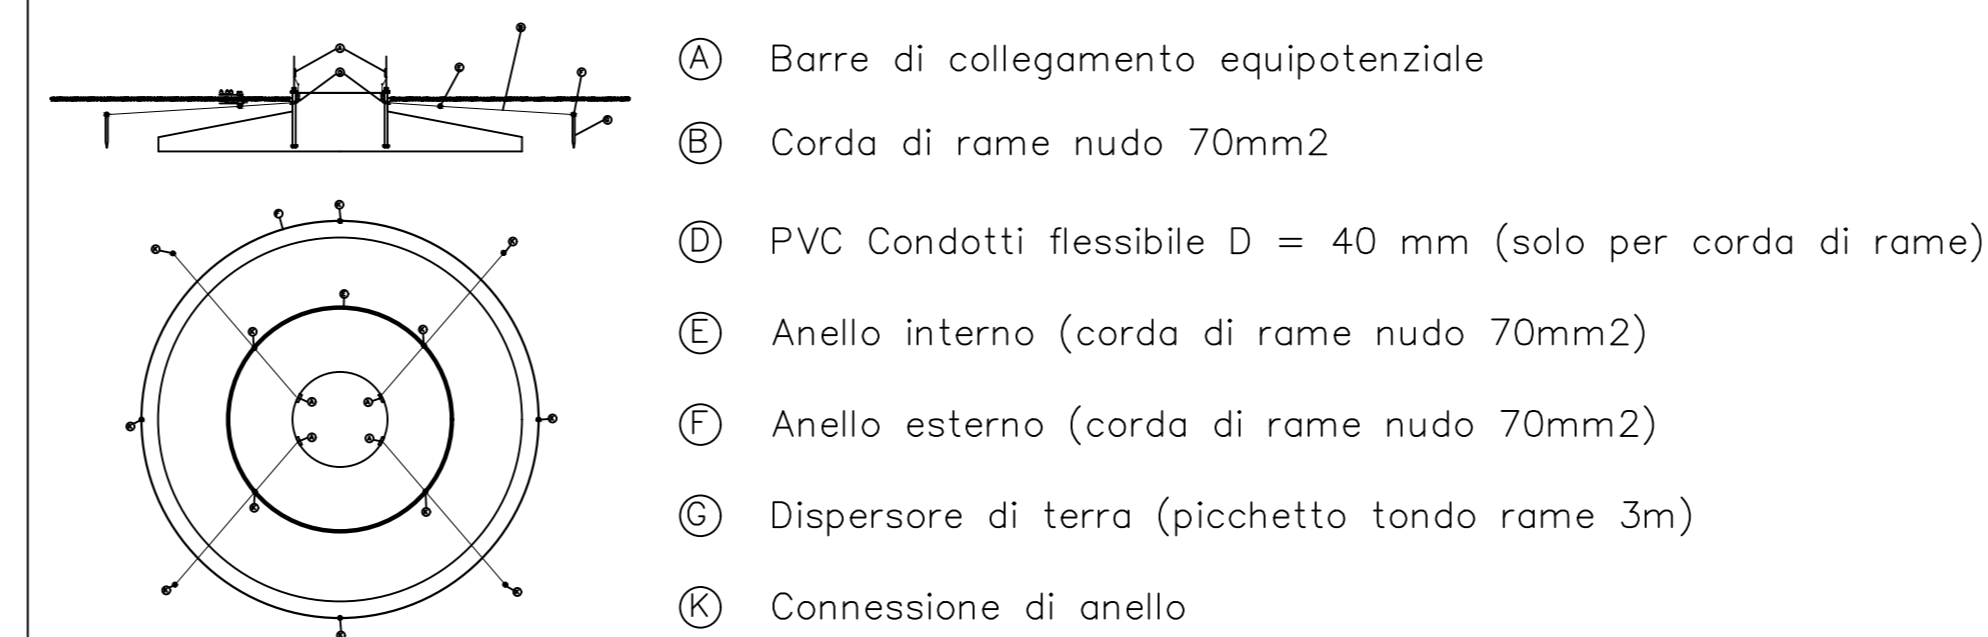 A Barre di collegamento equipotenziale
B Corda di rame nudo 70mm2
D PVC Condotti flessibile D = 40 mm (solo per corda di rame)
E Anello interno (corda di rame nudo 70mm2)
F Anello esterno (corda di rame nudo 70mm2)
G Dispersore di terra (picchetto tondo rame 3m)
K Connessione di anello